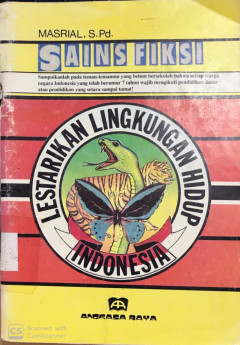 MASRIAL, S.Pd.
SAINS FIKSI
Sampaikanlah pada teman-temanmu yang belum bersekolah bahwa setiap warga
negara Indonesia yang telah berumur 7 tahun wajib mengikuti pendidikan dasar
atau pendidikan yang setara sampai tamat!
LESTARIKAN LINGKUNGAN HIDUP
INDONESIA
ANGKASA RAYA
CS
Scanned with
CamScanner